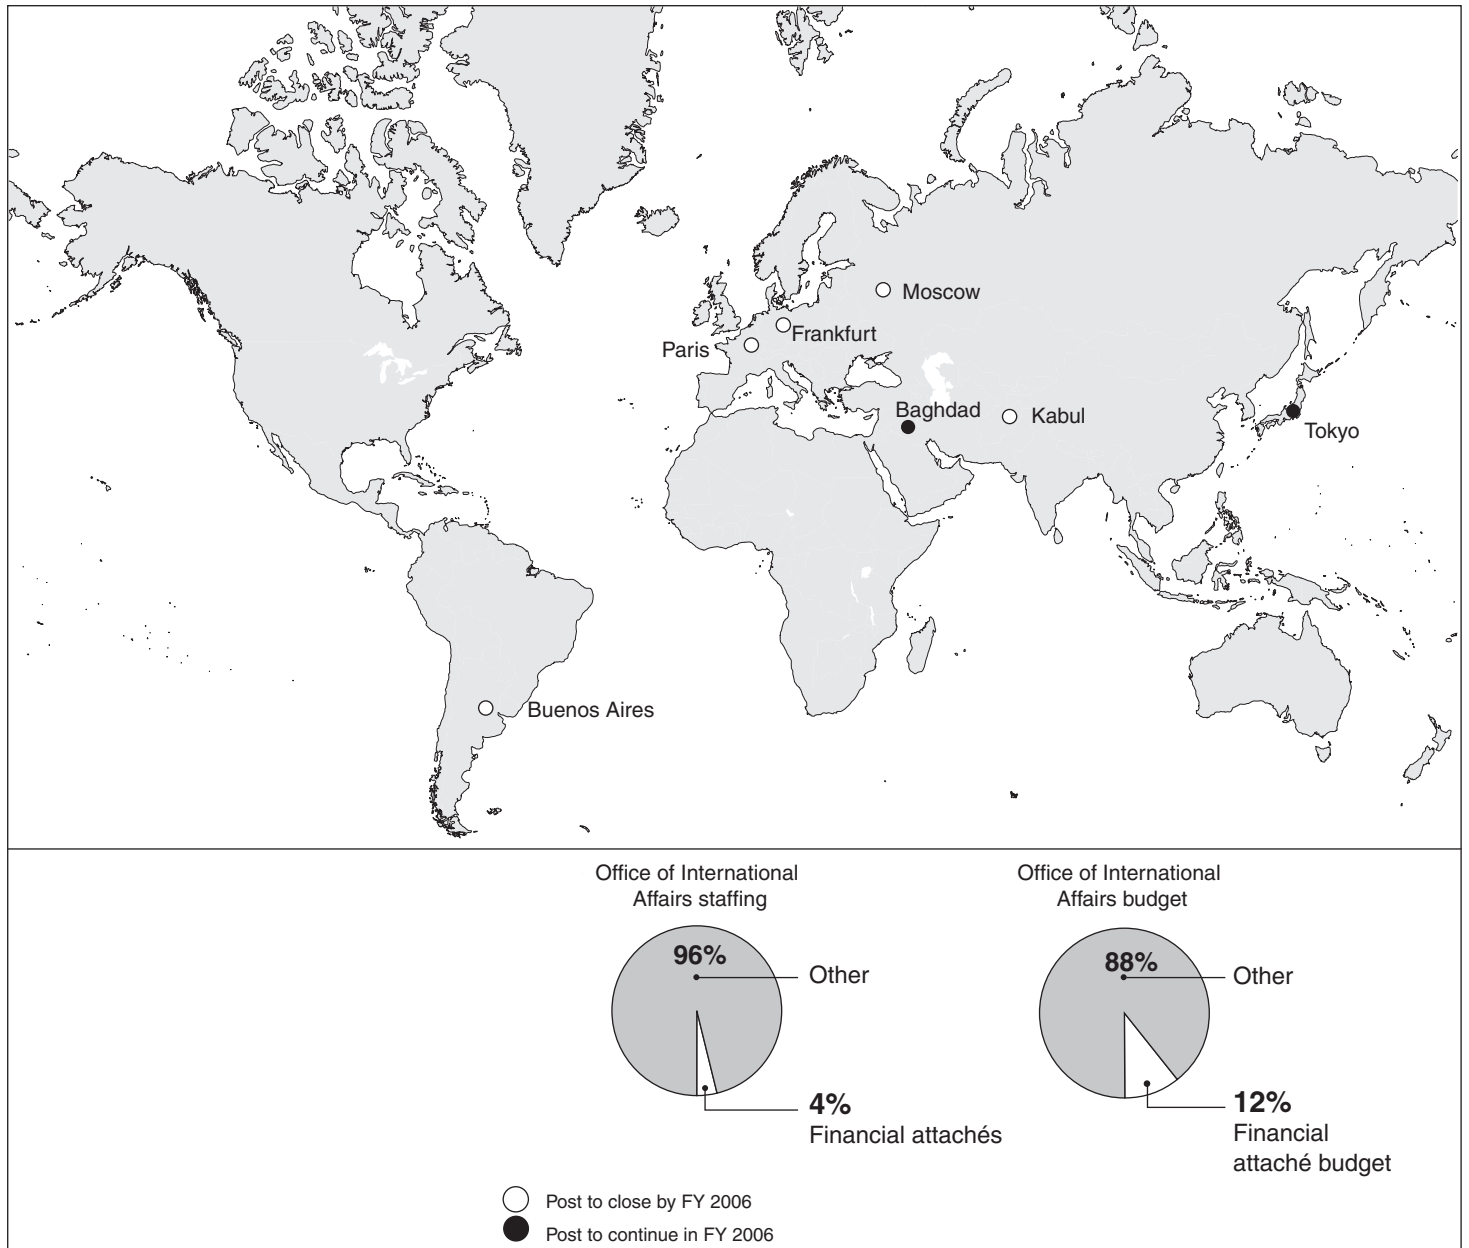 Moscow
Frankfurt
Paris
Baghdad
Kabul
Tokyo
Buenos Aires
Office of International
Affairs staffing
96%
Other
4%
Financial attachés
Office of International
Affairs budget
88%
Other
12%
Financial
attaché budget
Post to close by FY 2006
Post to continue in FY 2006